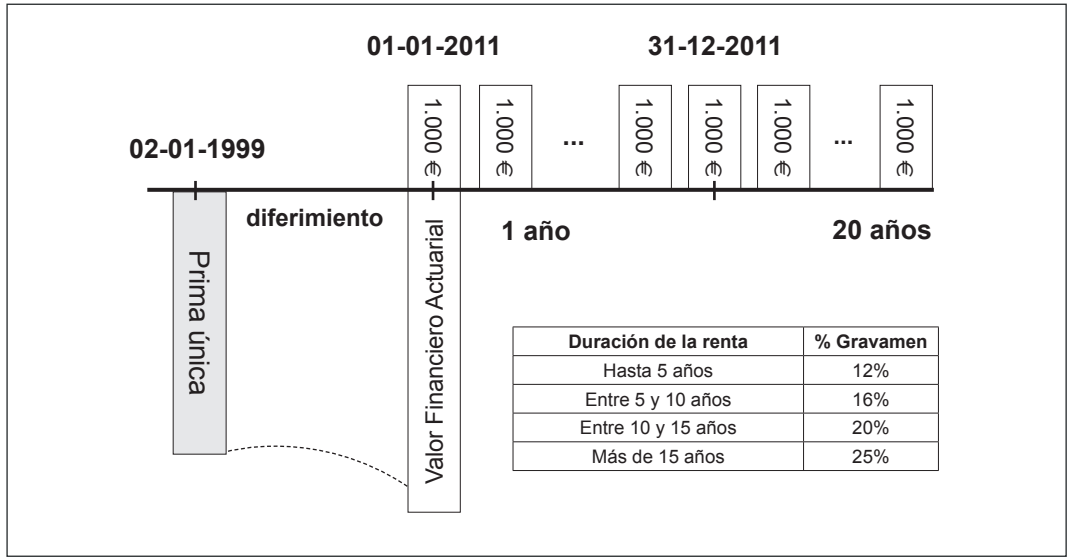 01-01-2011
31-12-2011
1.000 €
1.000 €
...
1.000 €
1.000 €
1.000 €
...
1.000 €
02-01-1999
diferimiento
1 año
20 años
Prima única
Valor Financiero Actuarial
Duración de la renta % Gravamen
Hasta 5 años 12%
Entre 5 y 10 años 16%
Entre 10 y 15 años 20%
Más de 15 años 25%